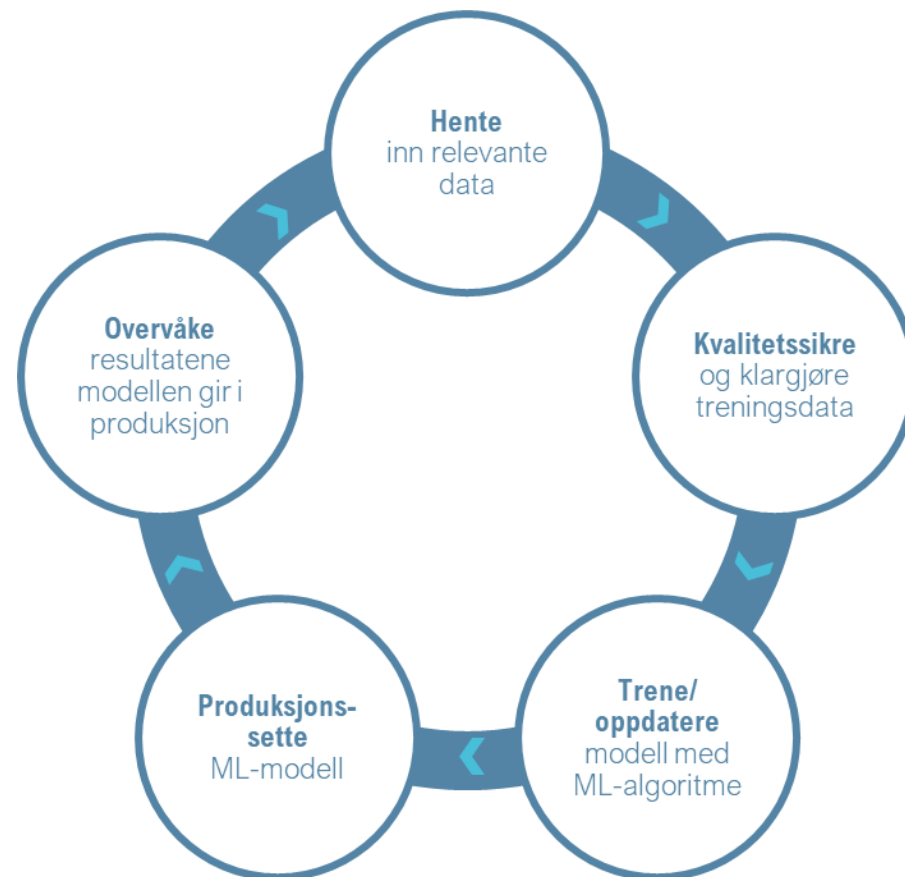 Hente
inn relevante
data
Kvalitetssikre
og klargjøre
treningsdata
Trene/
oppdatere
modell med
ML-algoritme
Produksjons-
sette
ML-modell
Overvåke
resultatene
modellen gir i
produksjon